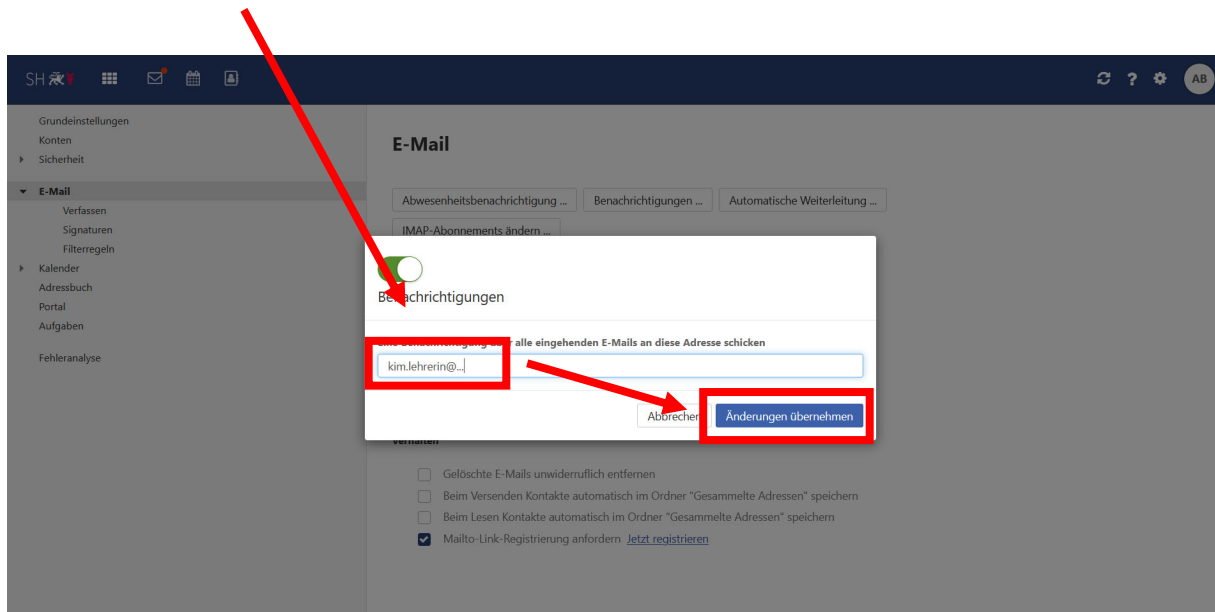 SH
AB
Grundeinstellungen
Konten
Sicherheit
E-Mail
Verfassen
Signaturen
Filterregeln
Kalender
Adressbuch
Portal
Aufgaben
Fehleranalyse
E-Mail
Abwesenheitsbenachrichtigung ... Benachrichtigungen ... Automatische Weiterleitung ...
IMAP-Abonnements ändern ...
Benachrichtigungen
alle eingehenden E-Mails an diese Adresse schicken
kim.lehrerin@...
Abbrechen Änderungen übernehmen
Verhalten
Gelöschte E-Mails unwiderruflich entfernen
Beim Versenden Kontakte automatisch im Ordner "Gesammelte Adressen" speichern
Beim Lesen Kontakte automatisch im Ordner "Gesammelte Adressen" speichern
Mailto-Link-Registrierung anfordern Jetzt registrieren